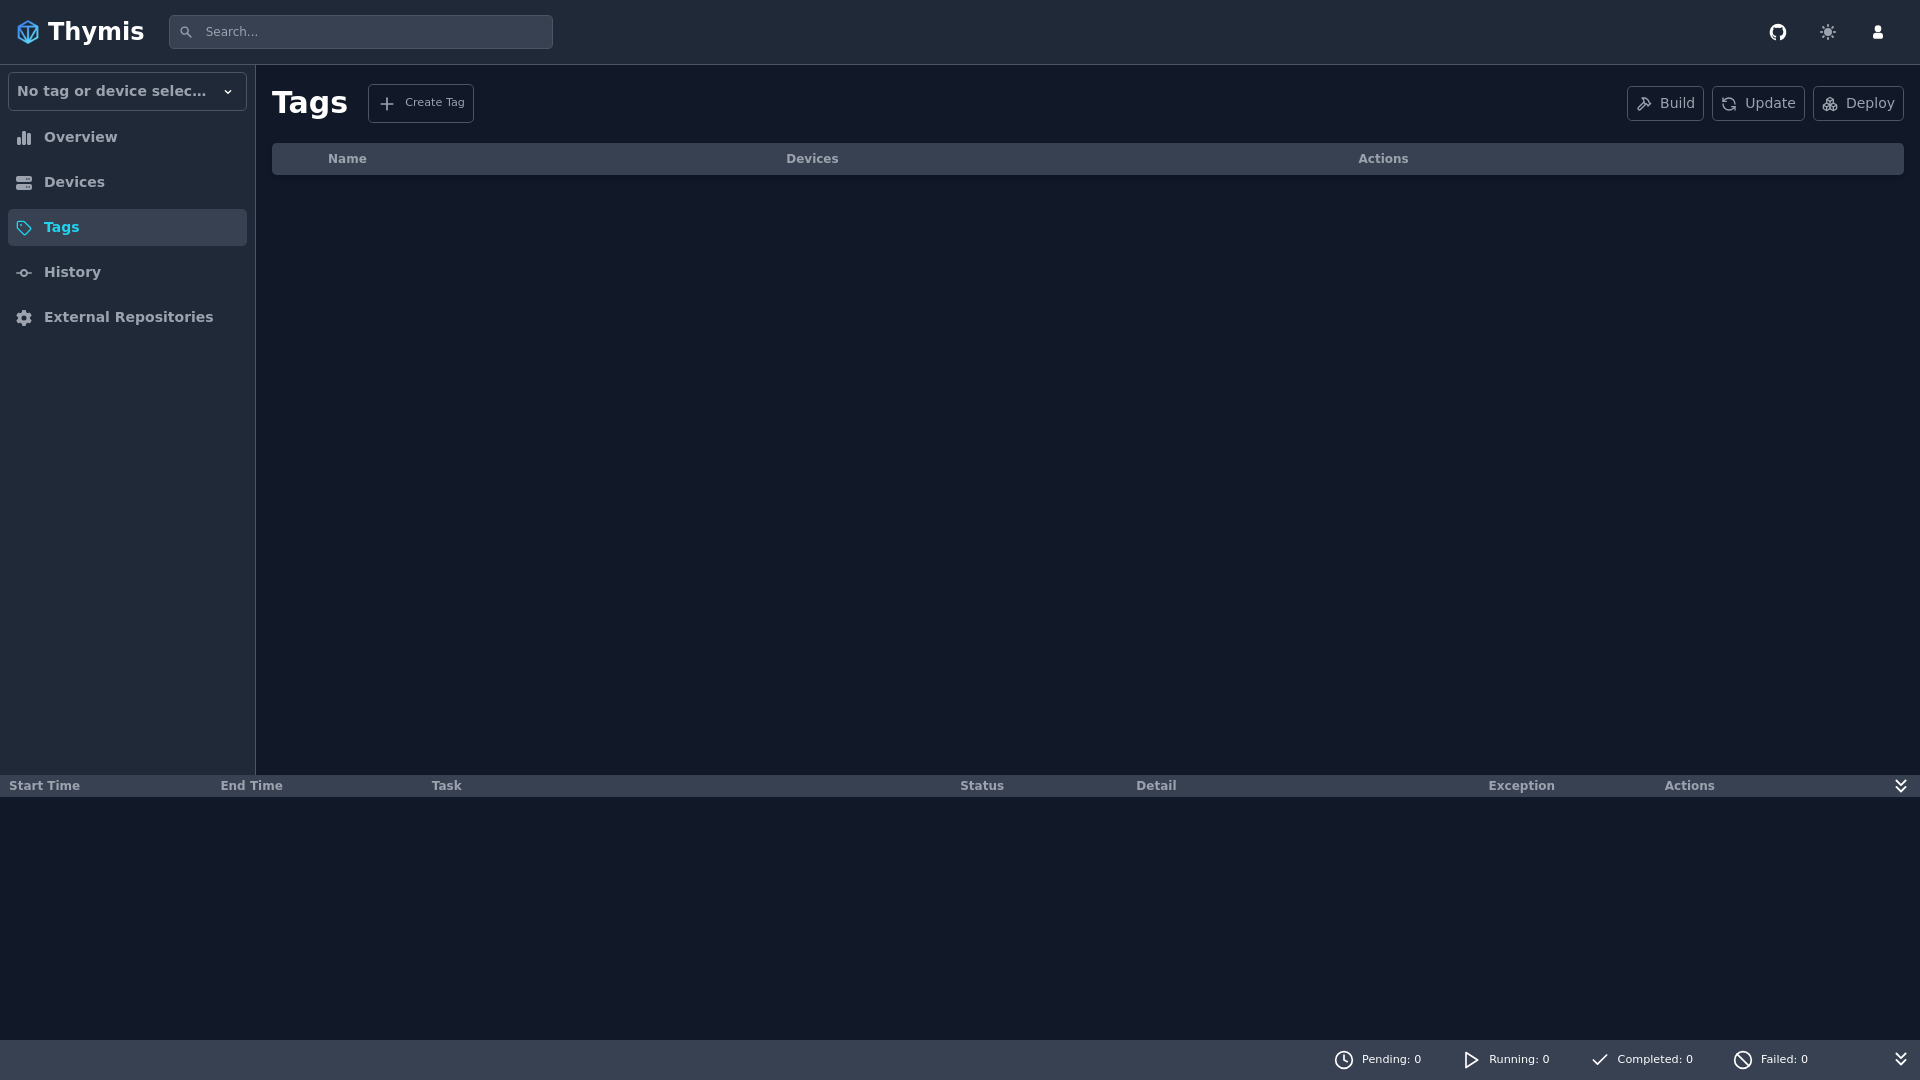 Thymis
Search...
No tag or device selec...
Overview
Devices
Tags
History
External Repositories
Tags
Create Tag
Build
Update
Deploy
Name Devices Actions
Start Time End Time Task Status Detail Exception Actions
Pending: 0 Running: 0 Completed: 0 Failed: 0